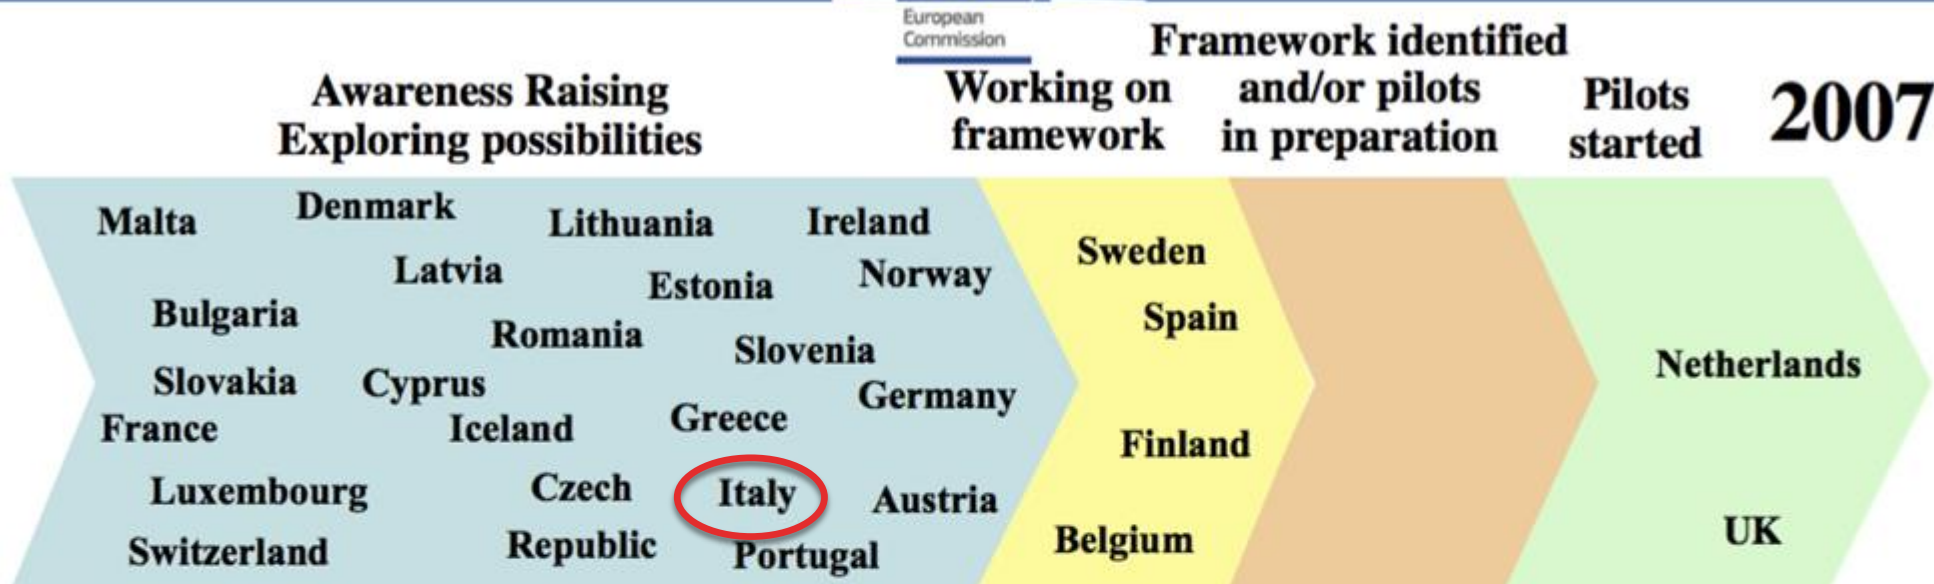 European
Commission
Framework identified
and/or pilots
in preparation
Awareness Raising
Exploring possibilities
Working on
framework
Pilots
started
2007
Malta
Denmark
Lithuania
Ireland
Latvia
Estonia
Norway
Bulgaria
Romania
Slovenia
Slovakia
Cyprus
Germany
France
Iceland
Greece
Luxembourg
Czech
Republic
Italy
Austria
Switzerland
Portugal
Sweden
Spain
Finland
Belgium
Netherlands
UK